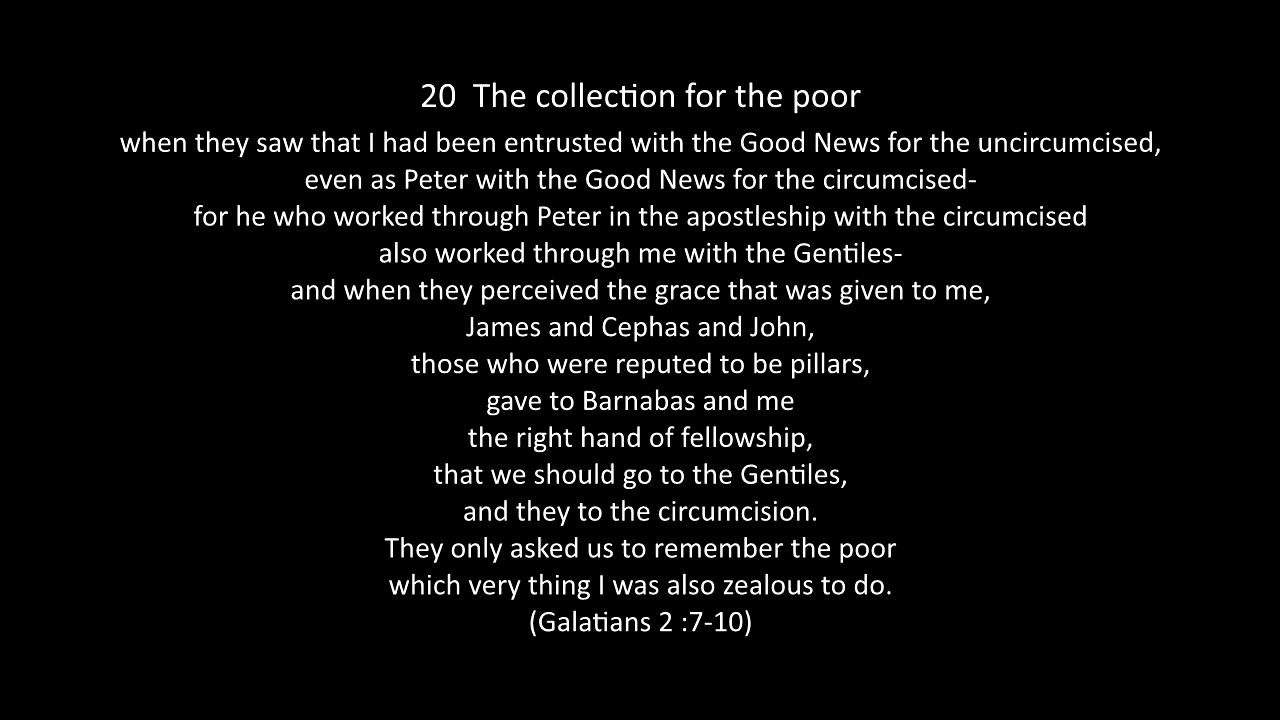 20  The collection for the poor
when they saw that I had been entrusted with the Good News for the uncircumcised,
even as Peter with the Good News for the circumcised-
for he who worked through Peter in the apostleship with the circumcised
also worked through me with the Gentiles-
and when they perceived the grace that was given to me,
James and Cephas and John,
those who were reputed to be pillars,
gave to Barnabas and me
the right hand of fellowship,
that we should go to the Gentiles,
and they to the circumcision.
They only asked us to remember the poor
which very thing I was also zealous to do.
(Galatians 2 :7-10)